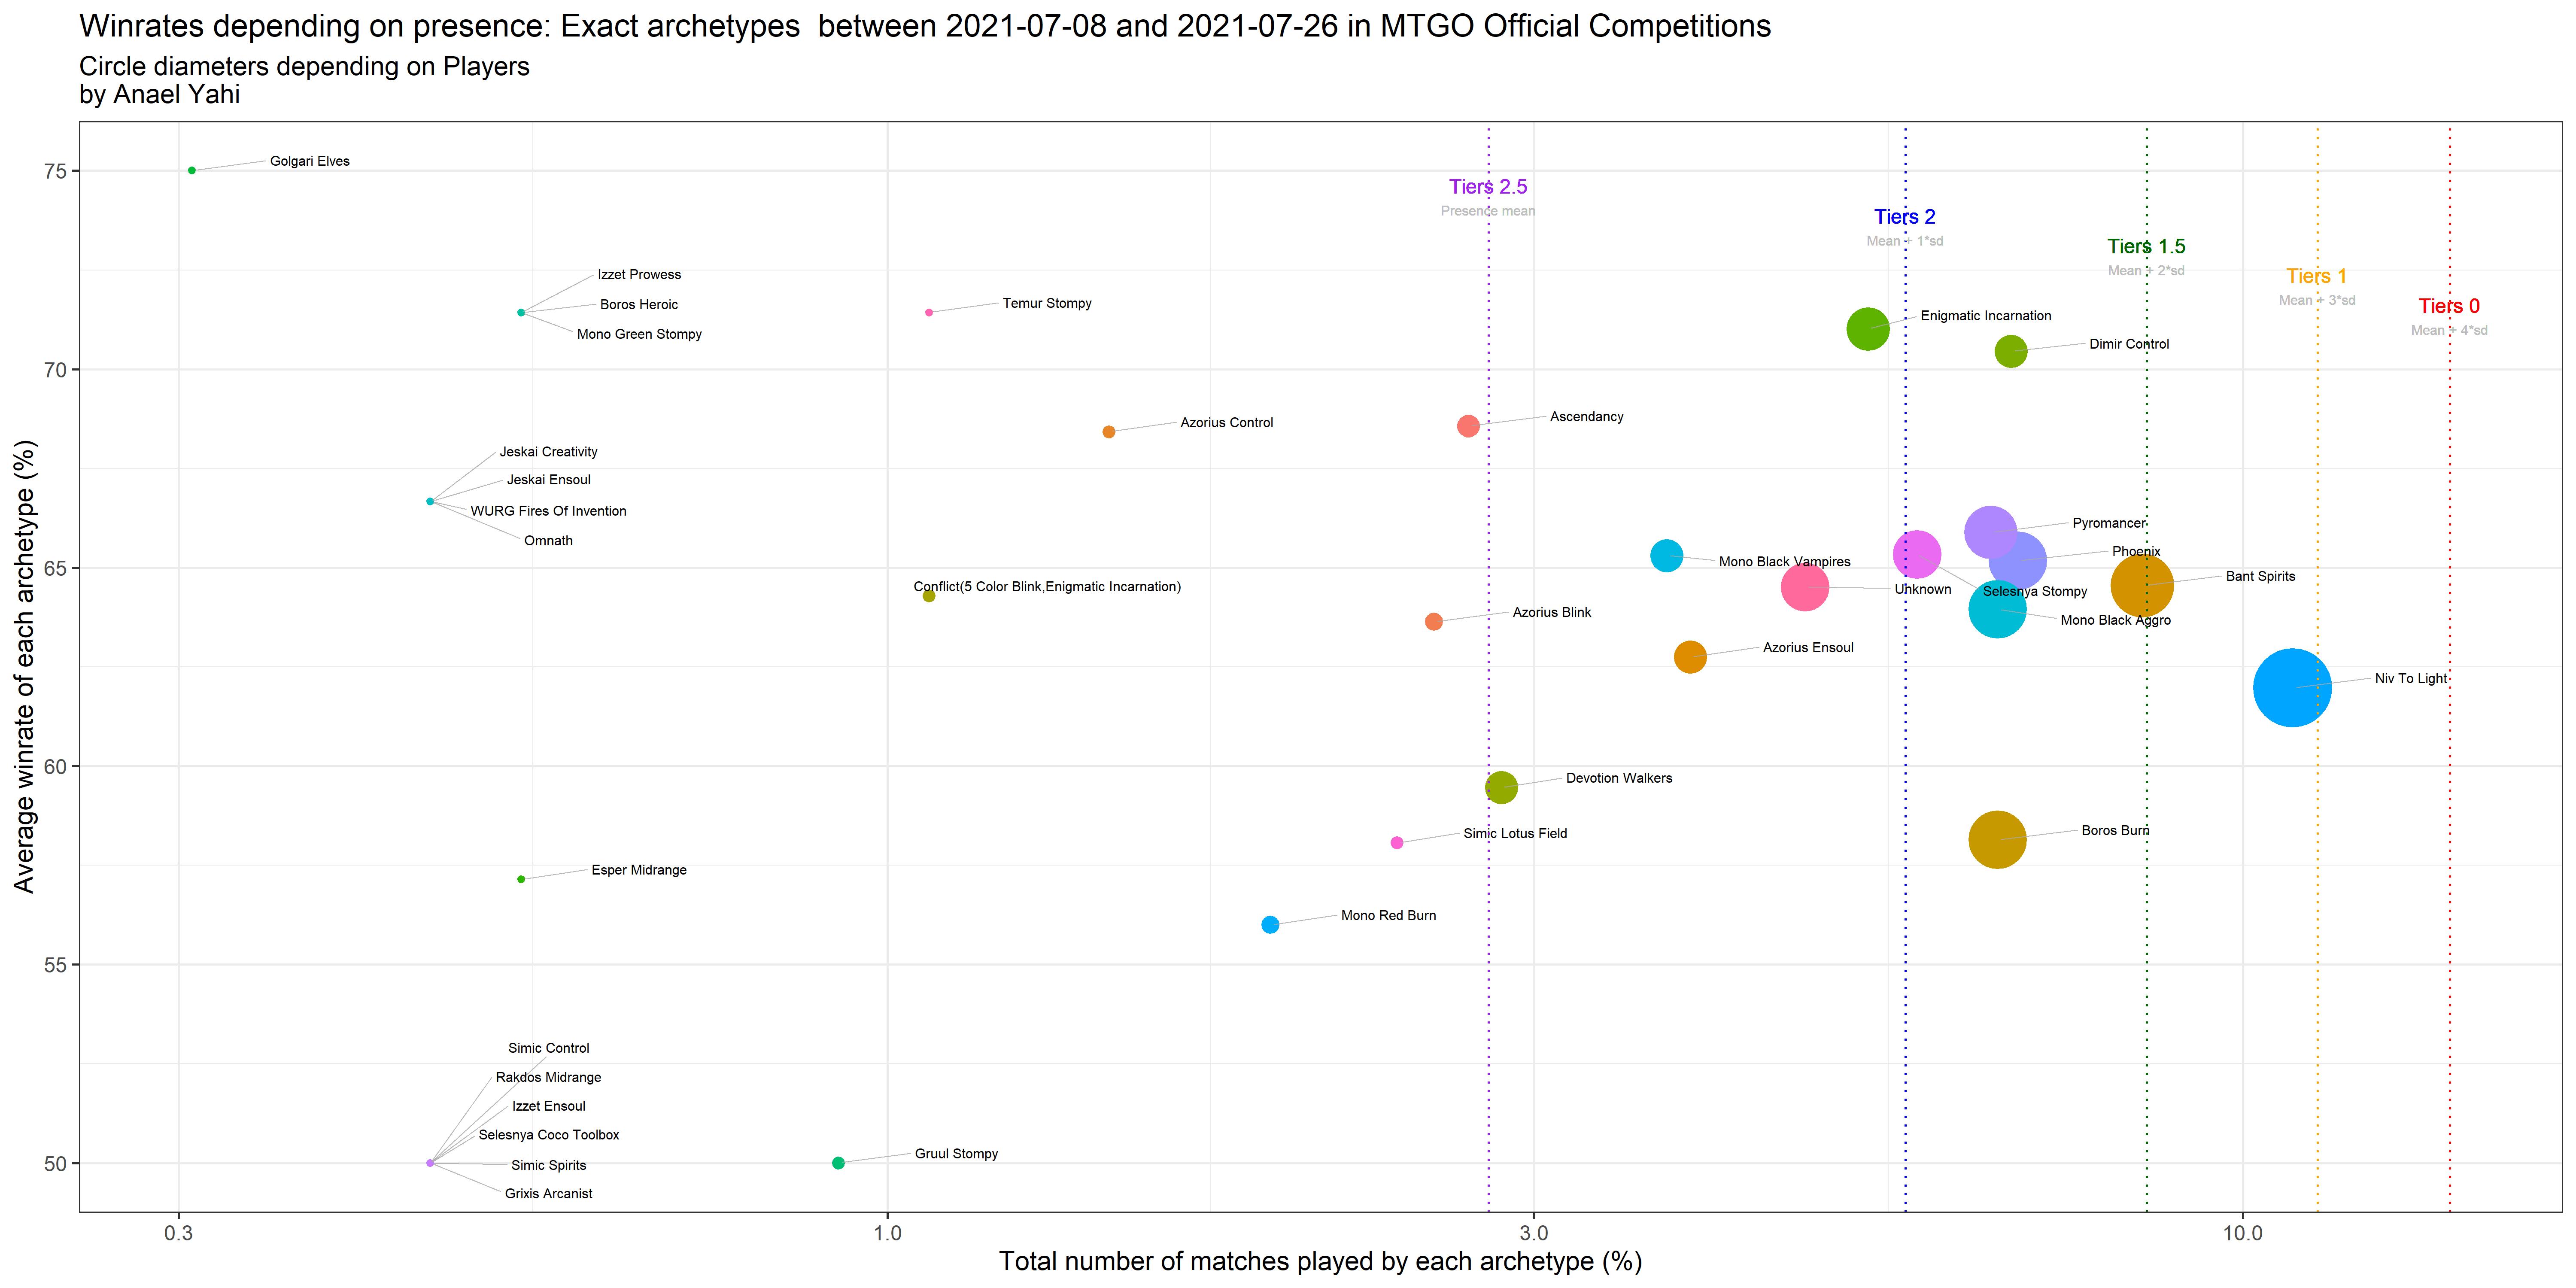 Winrates depending on presence: Exact archetypes  between 2021-07-08 and 2021-07-26 in MTGO Official Competitions
Circle diameters depending on Players
by Anael Yahi
Average winrate of each archetype (%)
75
70
65
60
55
50
Golgari Elves
Tiers 2.5
Presence mean
Tiers 2
Mean + 1*sd
Tiers 1.5
Mean + 2*sd
Tiers 1
Mean + 3*sd
Tiers 0
Mean + 4*sd
Izzet Prowess
Boros Heroic
Mono Green Stompy
Temur Stompy
Enigmatic Incarnation
Dimir Control
Azorius Control
Ascendancy
Jeskai Creativity
Jeskai Ensoul
WURG Fires Of Invention
Omnath
Pyromancer
Phoenix
Mono Black Vampires
Bant Spirits
Conflict(5 Color Blink,Enigmatic Incarnation)
Unknown
Selesnya Stompy
Azorius Blink
Mono Black Aggro
Azorius Ensoul
Niv To Light
Devotion Walkers
Simic Lotus Field
Boros Burn
Esper Midrange
Mono Red Burn
Simic Control
Rakdos Midrange
Izzet Ensoul
Selesnya Coco Toolbox
Simic Spirits
Grixis Arcanist
Gruul Stompy
0.3
1.0
3.0
10.0
Total number of matches played by each archetype (%)